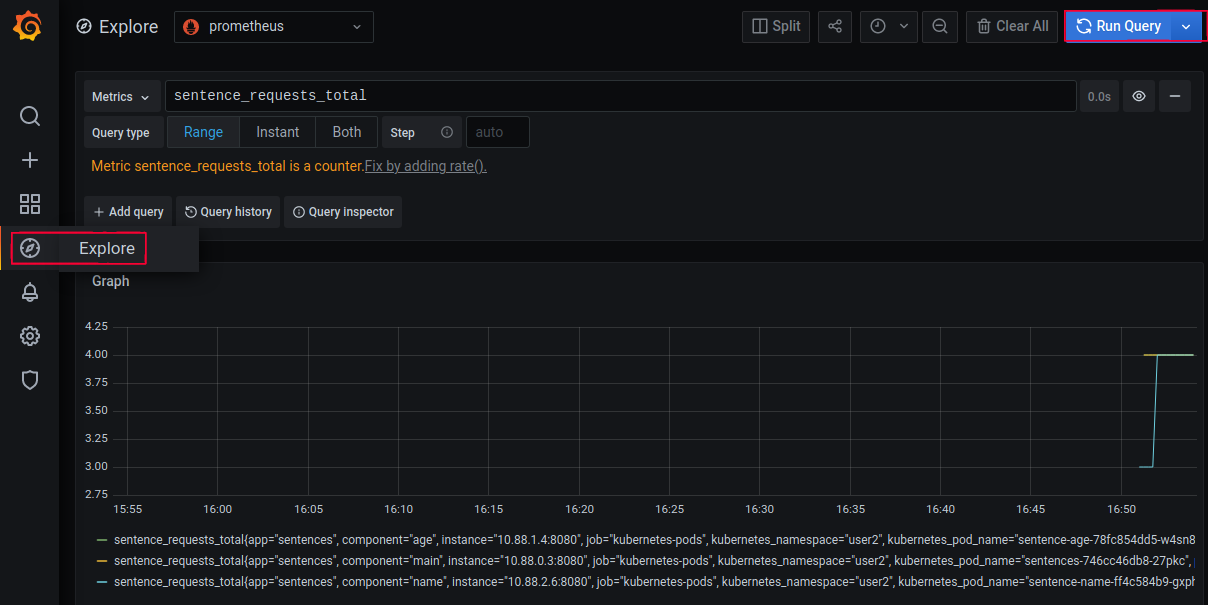 Explore
prometheus
Split
Clear All
Run Query
Metrics
sentence_requests_total
0.0s
Query type
Range
Instant
Both
Step
auto
Metric sentence_requests_total is a counter.Fix by adding rate().
Add query
Query history
Query inspector
Explore
Graph
4.25
4.00
3.75
3.50
3.25
3.00
2.75
15:55 16:00 16:05 16:10 16:15 16:20 16:25 16:30 16:35 16:40 16:45 16:50
sentence_requests_total{app="sentences", component="age", instance="10.88.1.4:8080", job="kubernetes-pods", kubernetes_namespace="user2", kubernetes_pod_name="sentence-age-78fc854dd5-w4sn8
sentence_requests_total{app="sentences", component="main", instance="10.88.0.3:8080", job="kubernetes-pods", kubernetes_namespace="user2", kubernetes_pod_name="sentences-746cc46db8-27pkc",
sentence_requests_total{app="sentences", component="name", instance="10.88.2.6:8080", job="kubernetes-pods", kubernetes_namespace="user2", kubernetes_pod_name="sentence-name-ff4c584b9-gxph